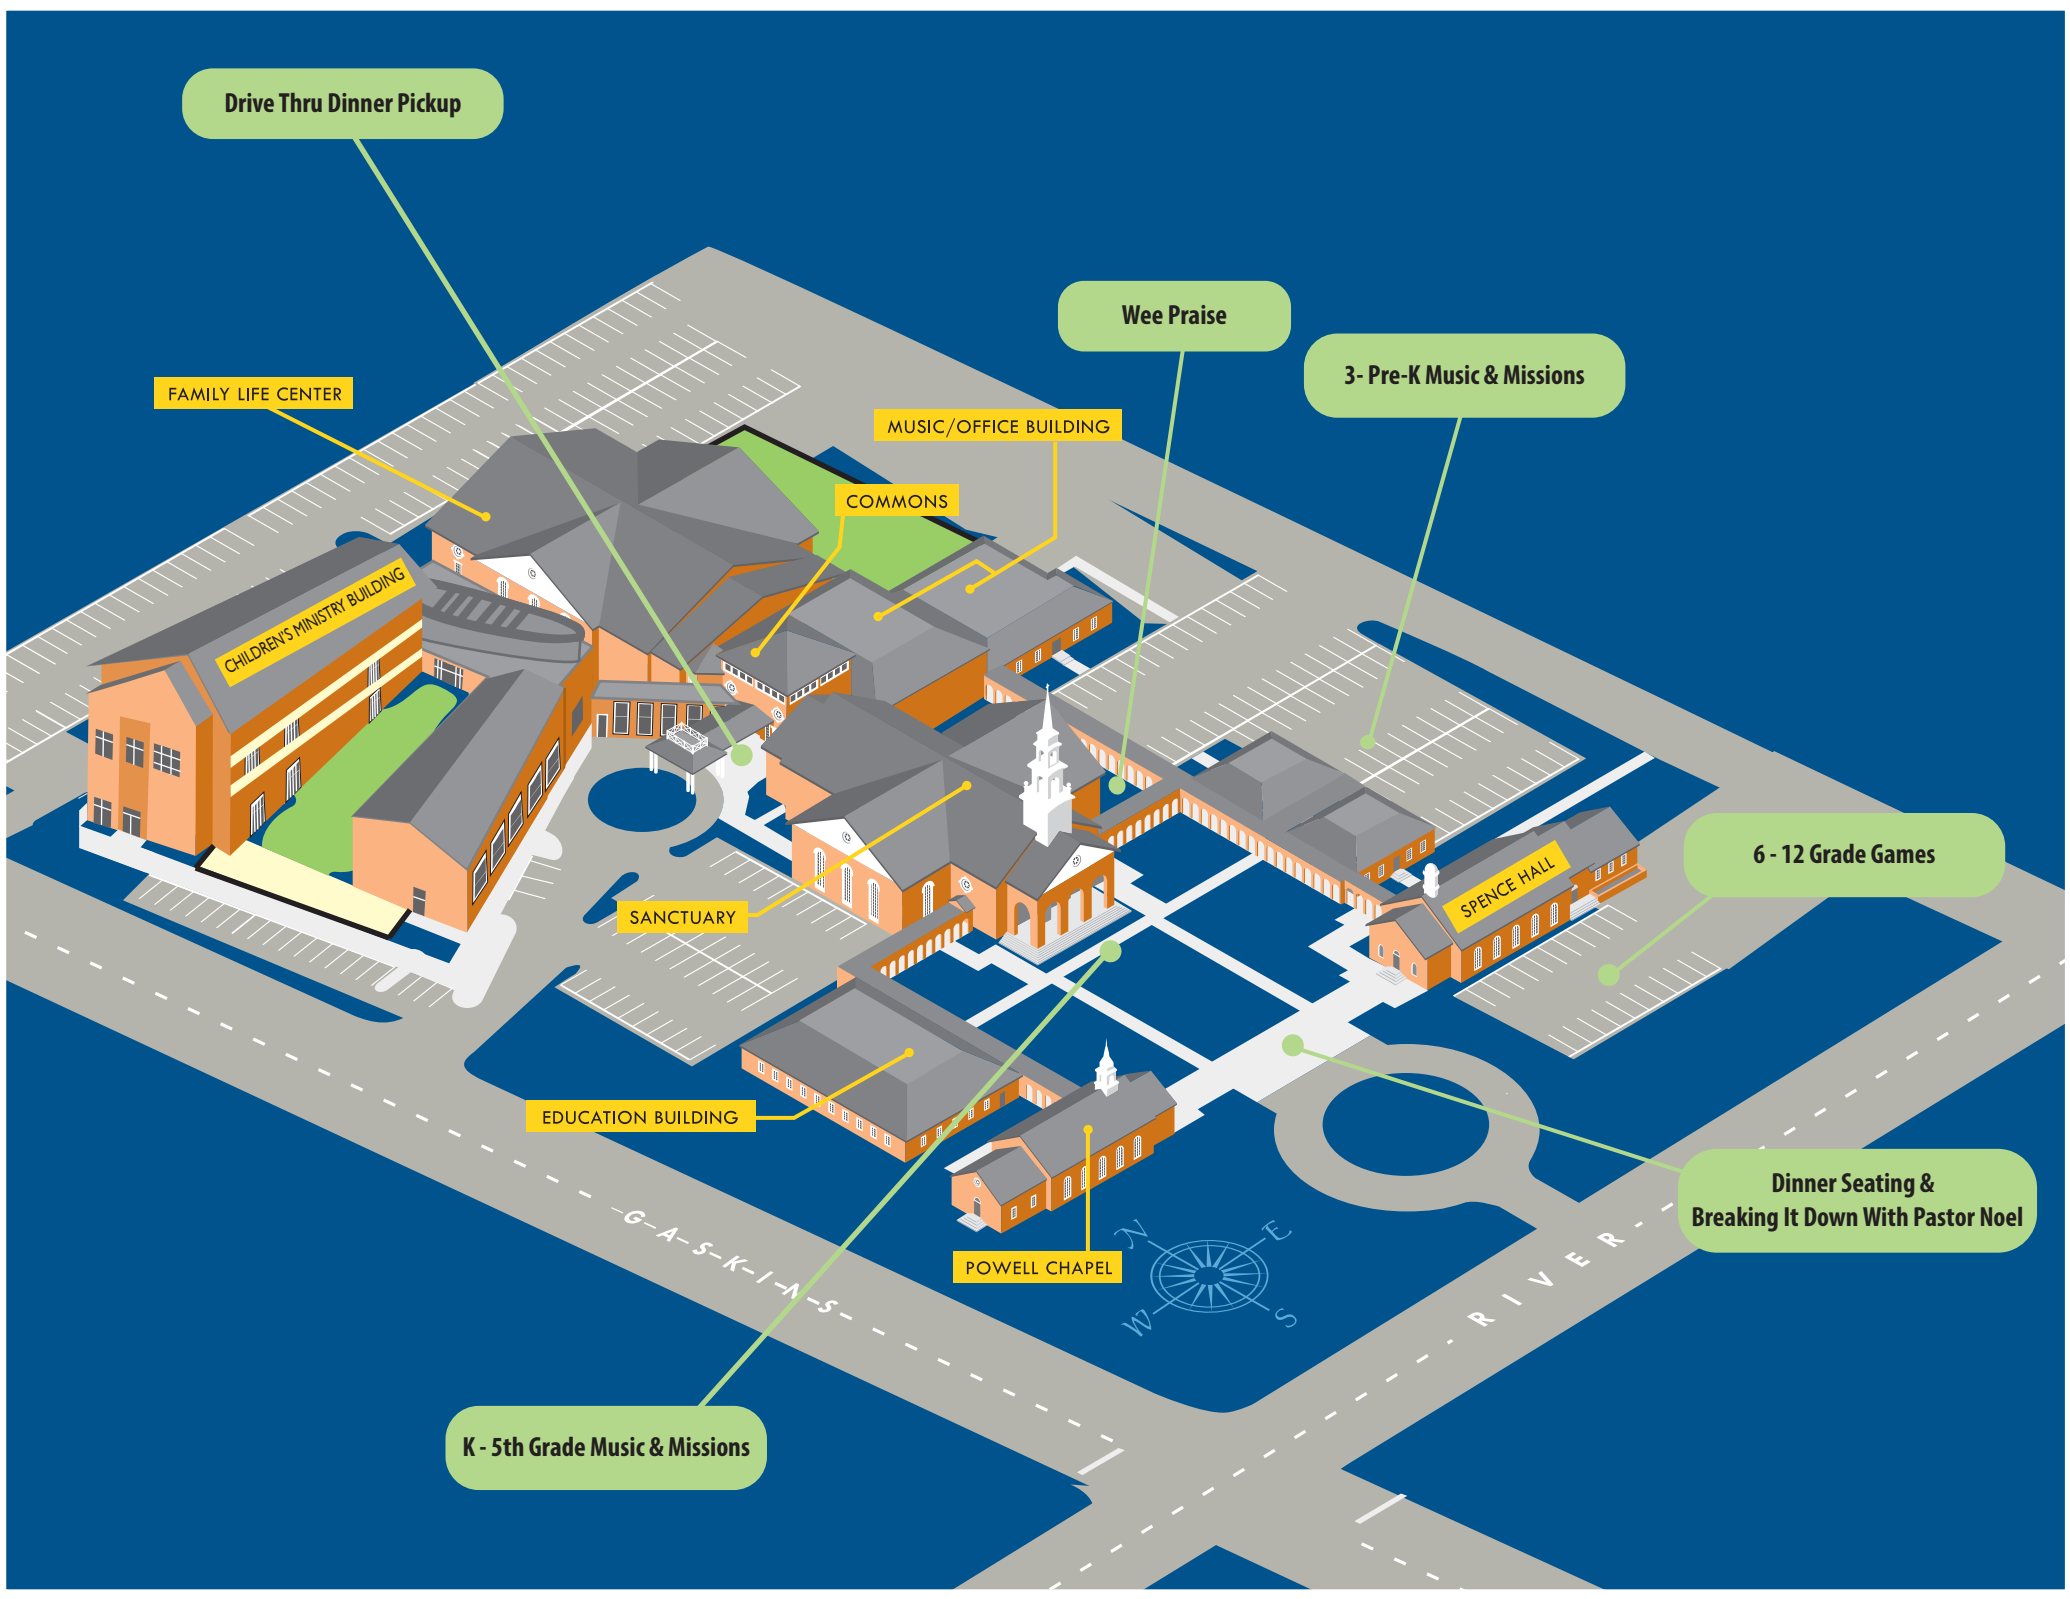 Drive Thru Dinner Pickup
Wee Praise
3- Pre-K Music & Missions
FAMILY LIFE CENTER
MUSIC/OFFICE BUILDING
COMMONS
CHILDREN'S MINISTRY BUILDING
6 - 12 Grade Games
SPENCE HALL
SANCTUARY
EDUCATION BUILDING
Dinner Seating &
Breaking It Down With Pastor Noel
GASKINS
RIVER
POWELL CHAPEL
N
E
W
S
K - 5th Grade Music & Missions